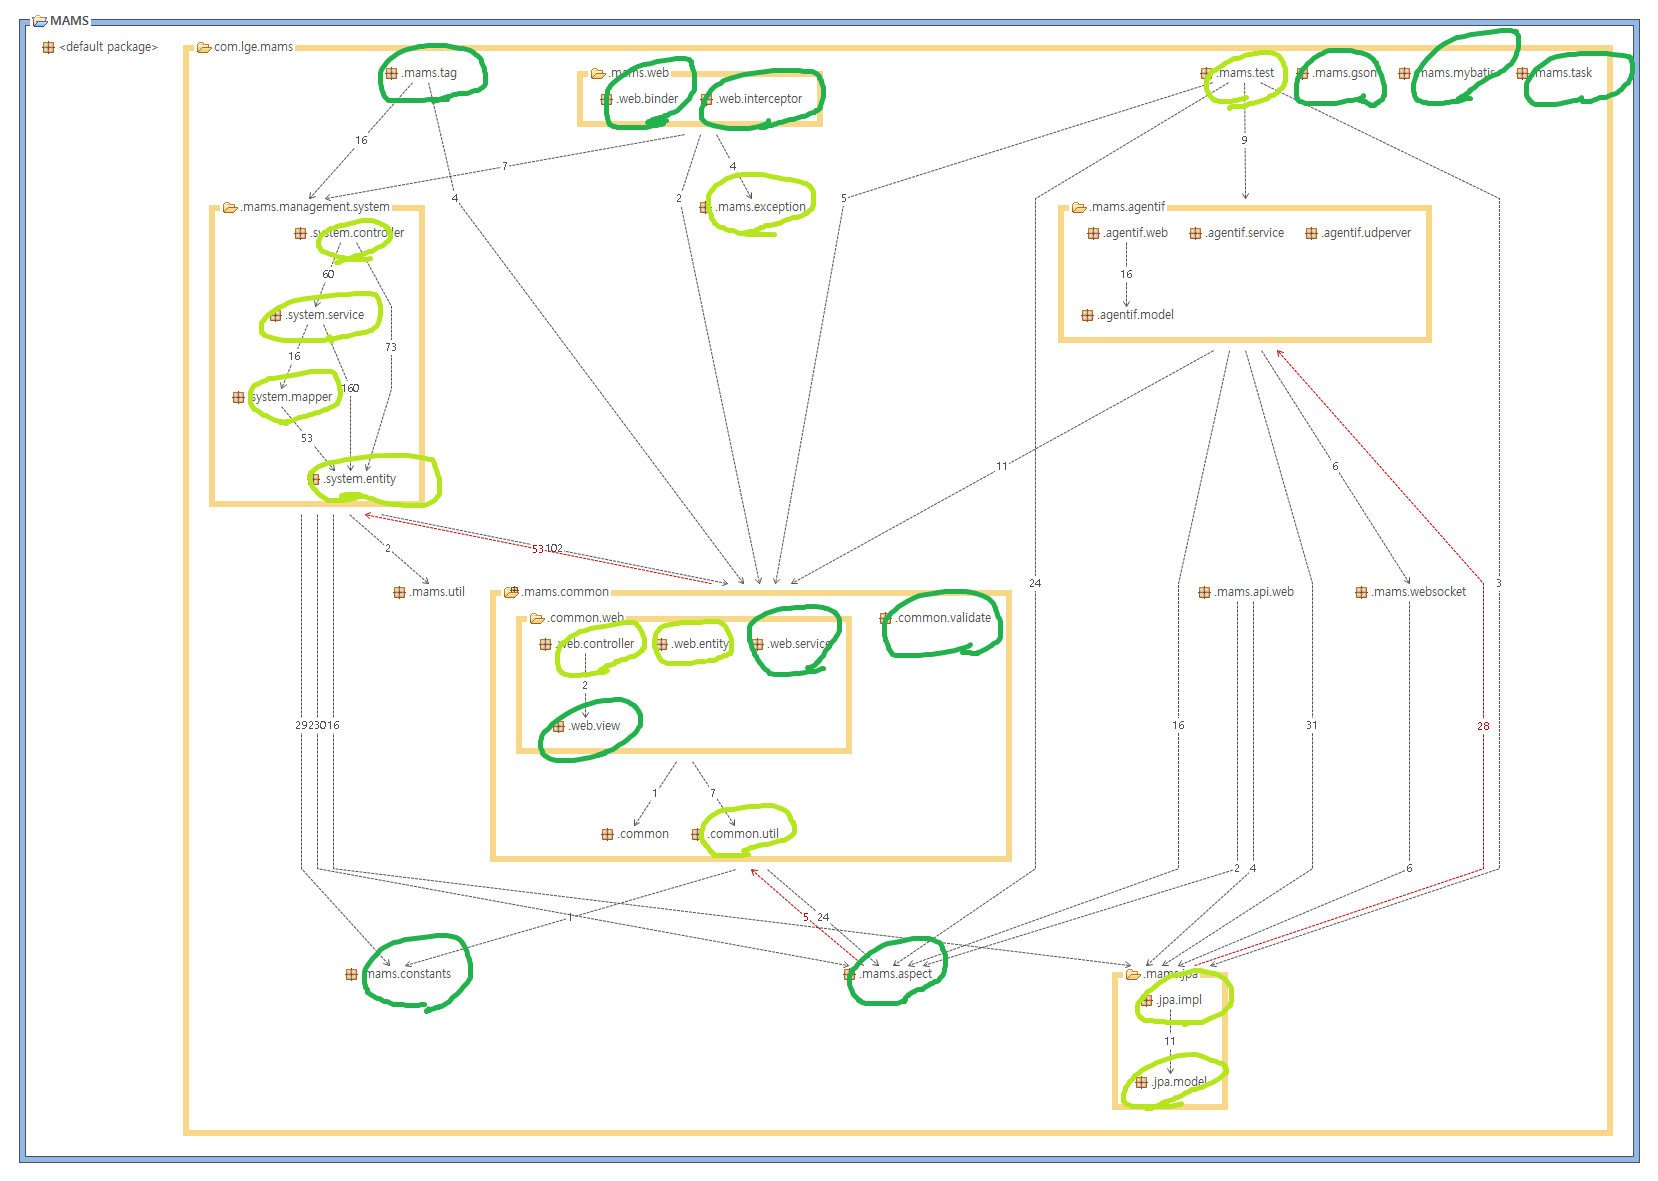 MAMS
<default package>
com.lge.mams
.mams.tag
.mams.web
.web.binder
.web.interceptor
.mams.test
.mams.gson
.mams.mybatis
.mams.task
16
7
4
2
4
5
9
.mams.management.system
.system.controller
60
.system.service
73
16
160
.system.mapper
53
.system.entity
.mams.exception
.mams.agentif
.agentif.web
.agentif.service
.agentif.udperver
16
.agentif.model
11
6
2
53
102
.mams.util
.mams.common
.common.web
.common.validate
.web.controller
.web.entity
.web.service
2
.web.view
1
7
.common
.common.util
24
.mams.api.web
.mams.websocket
3
292
30
16
16
31
28
2
4
6
1
5
24
.mams.constants
.mams.aspect
.mams.jpa
.jpa.impl
11
.jpa.model